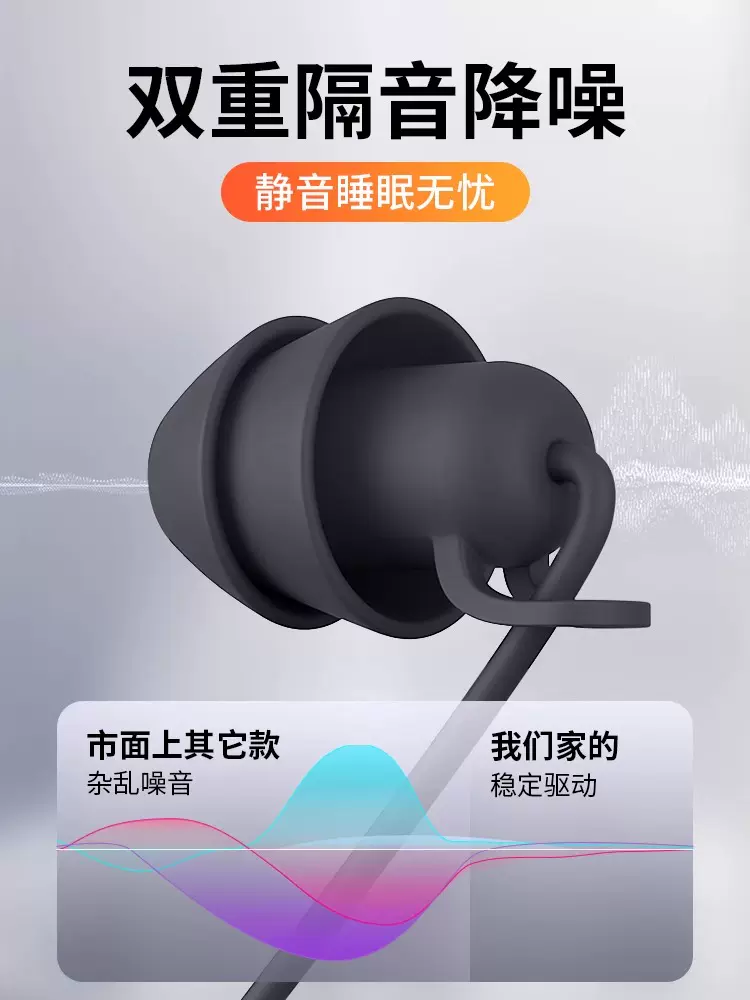 双重隔音降噪
静音睡眠无忧
市面上其它款
杂乱噪音
我们家的
稳定驱动